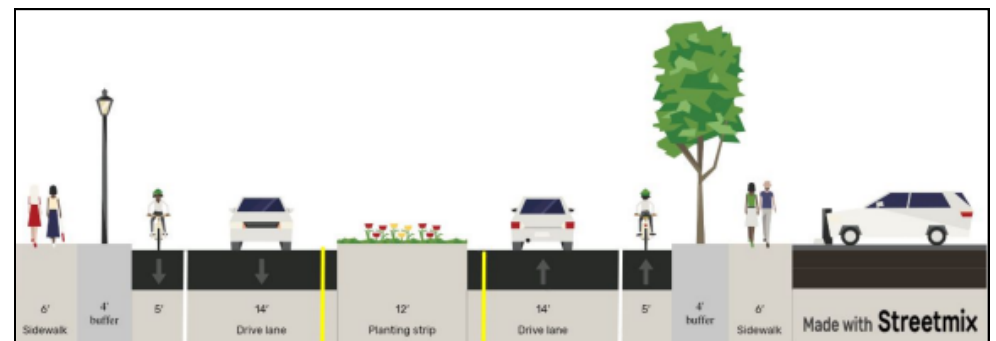 6'
Sidewalk
4'
buffer
5'
14'
Drive lane
12'
Planting strip
14'
Drive lane
5'
4'
buffer
6'
Sidewalk
Made with Streetmix